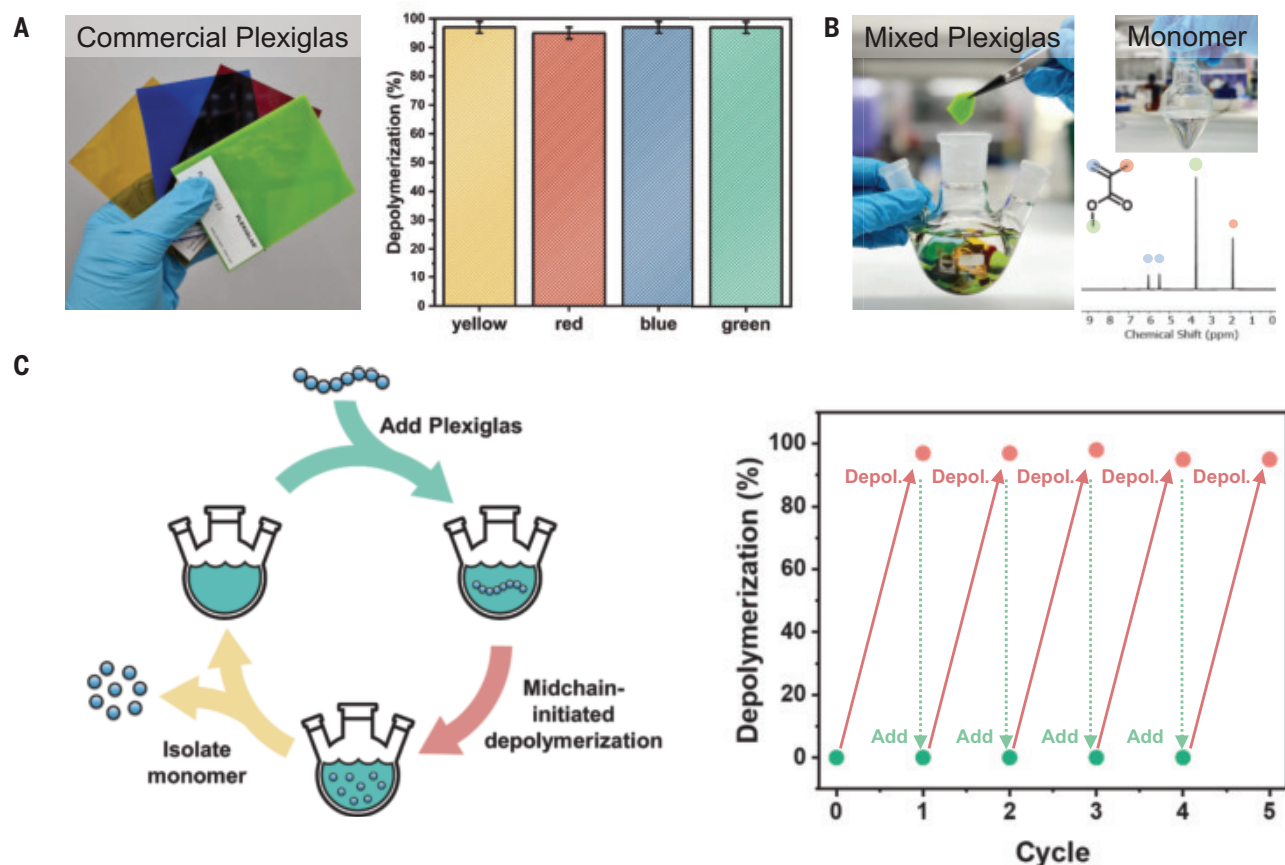 A
Commercial Plexiglas
Depolymerization (%)
100
90
80
70
60
50
40
30
20
10
0
yellow red blue green
B
Mixed Plexiglas
Monomer
O
O
9 8 7 6 5 4 3 2 1 0
Chemical Shift (ppm)
C
Add Plexiglas
Midchain-
initiated
depolymerization
Isolate
monomer
Depolymerization (%)
100
80
60
40
20
0
Depol. Depol. Depol. Depol. Depol.
Add Add Add Add
0 1 2 3 4 5
Cycle